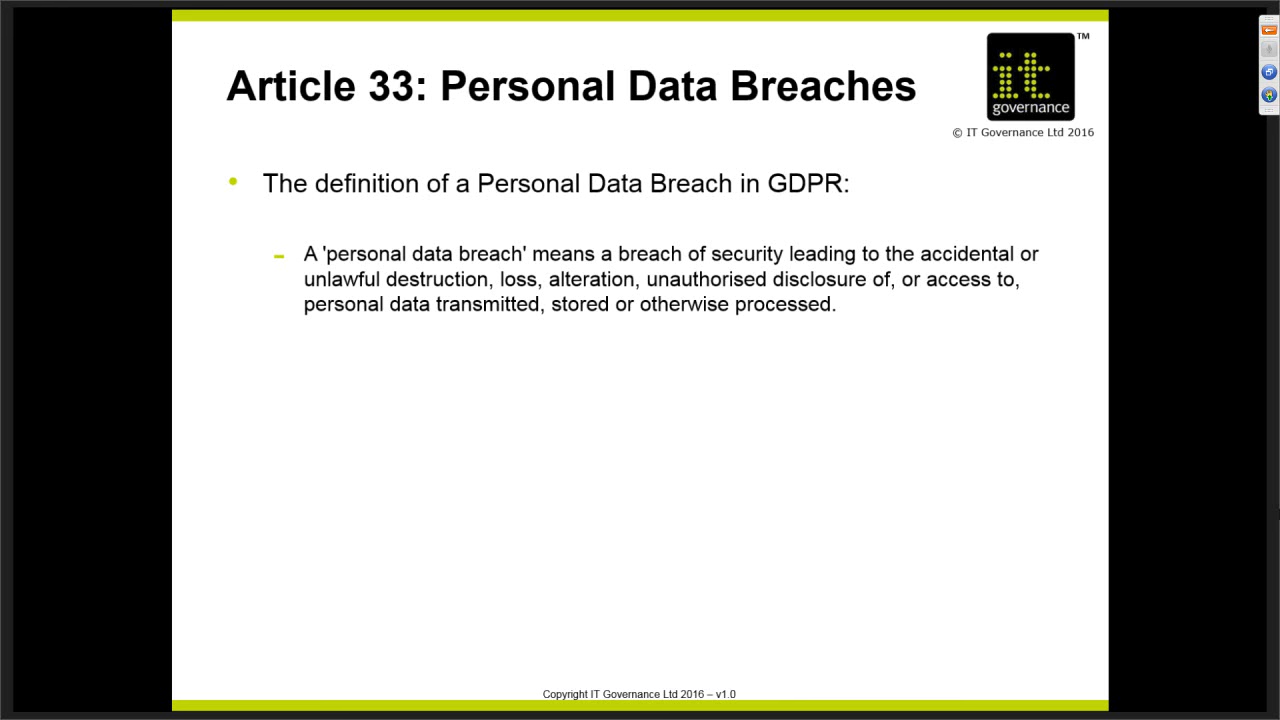 Article 33: Personal Data Breaches
TM
it
governance
© IT Governance Ltd 2016
• The definition of a Personal Data Breach in GDPR:
– A 'personal data breach' means a breach of security leading to the accidental or
unlawful destruction, loss, alteration, unauthorised disclosure of, or access to,
personal data transmitted, stored or otherwise processed.
Copyright IT Governance Ltd 2016 – v1.0